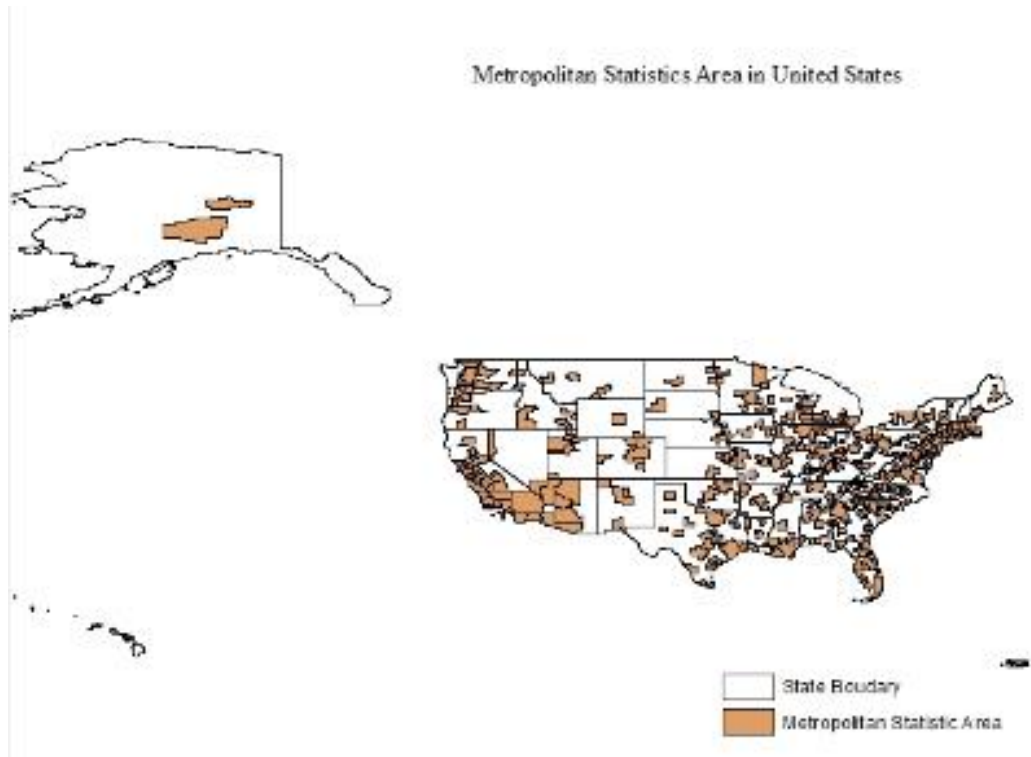 Metropolitan Statistics Area in United States
State Boudary
Metropolitan Statistic Area